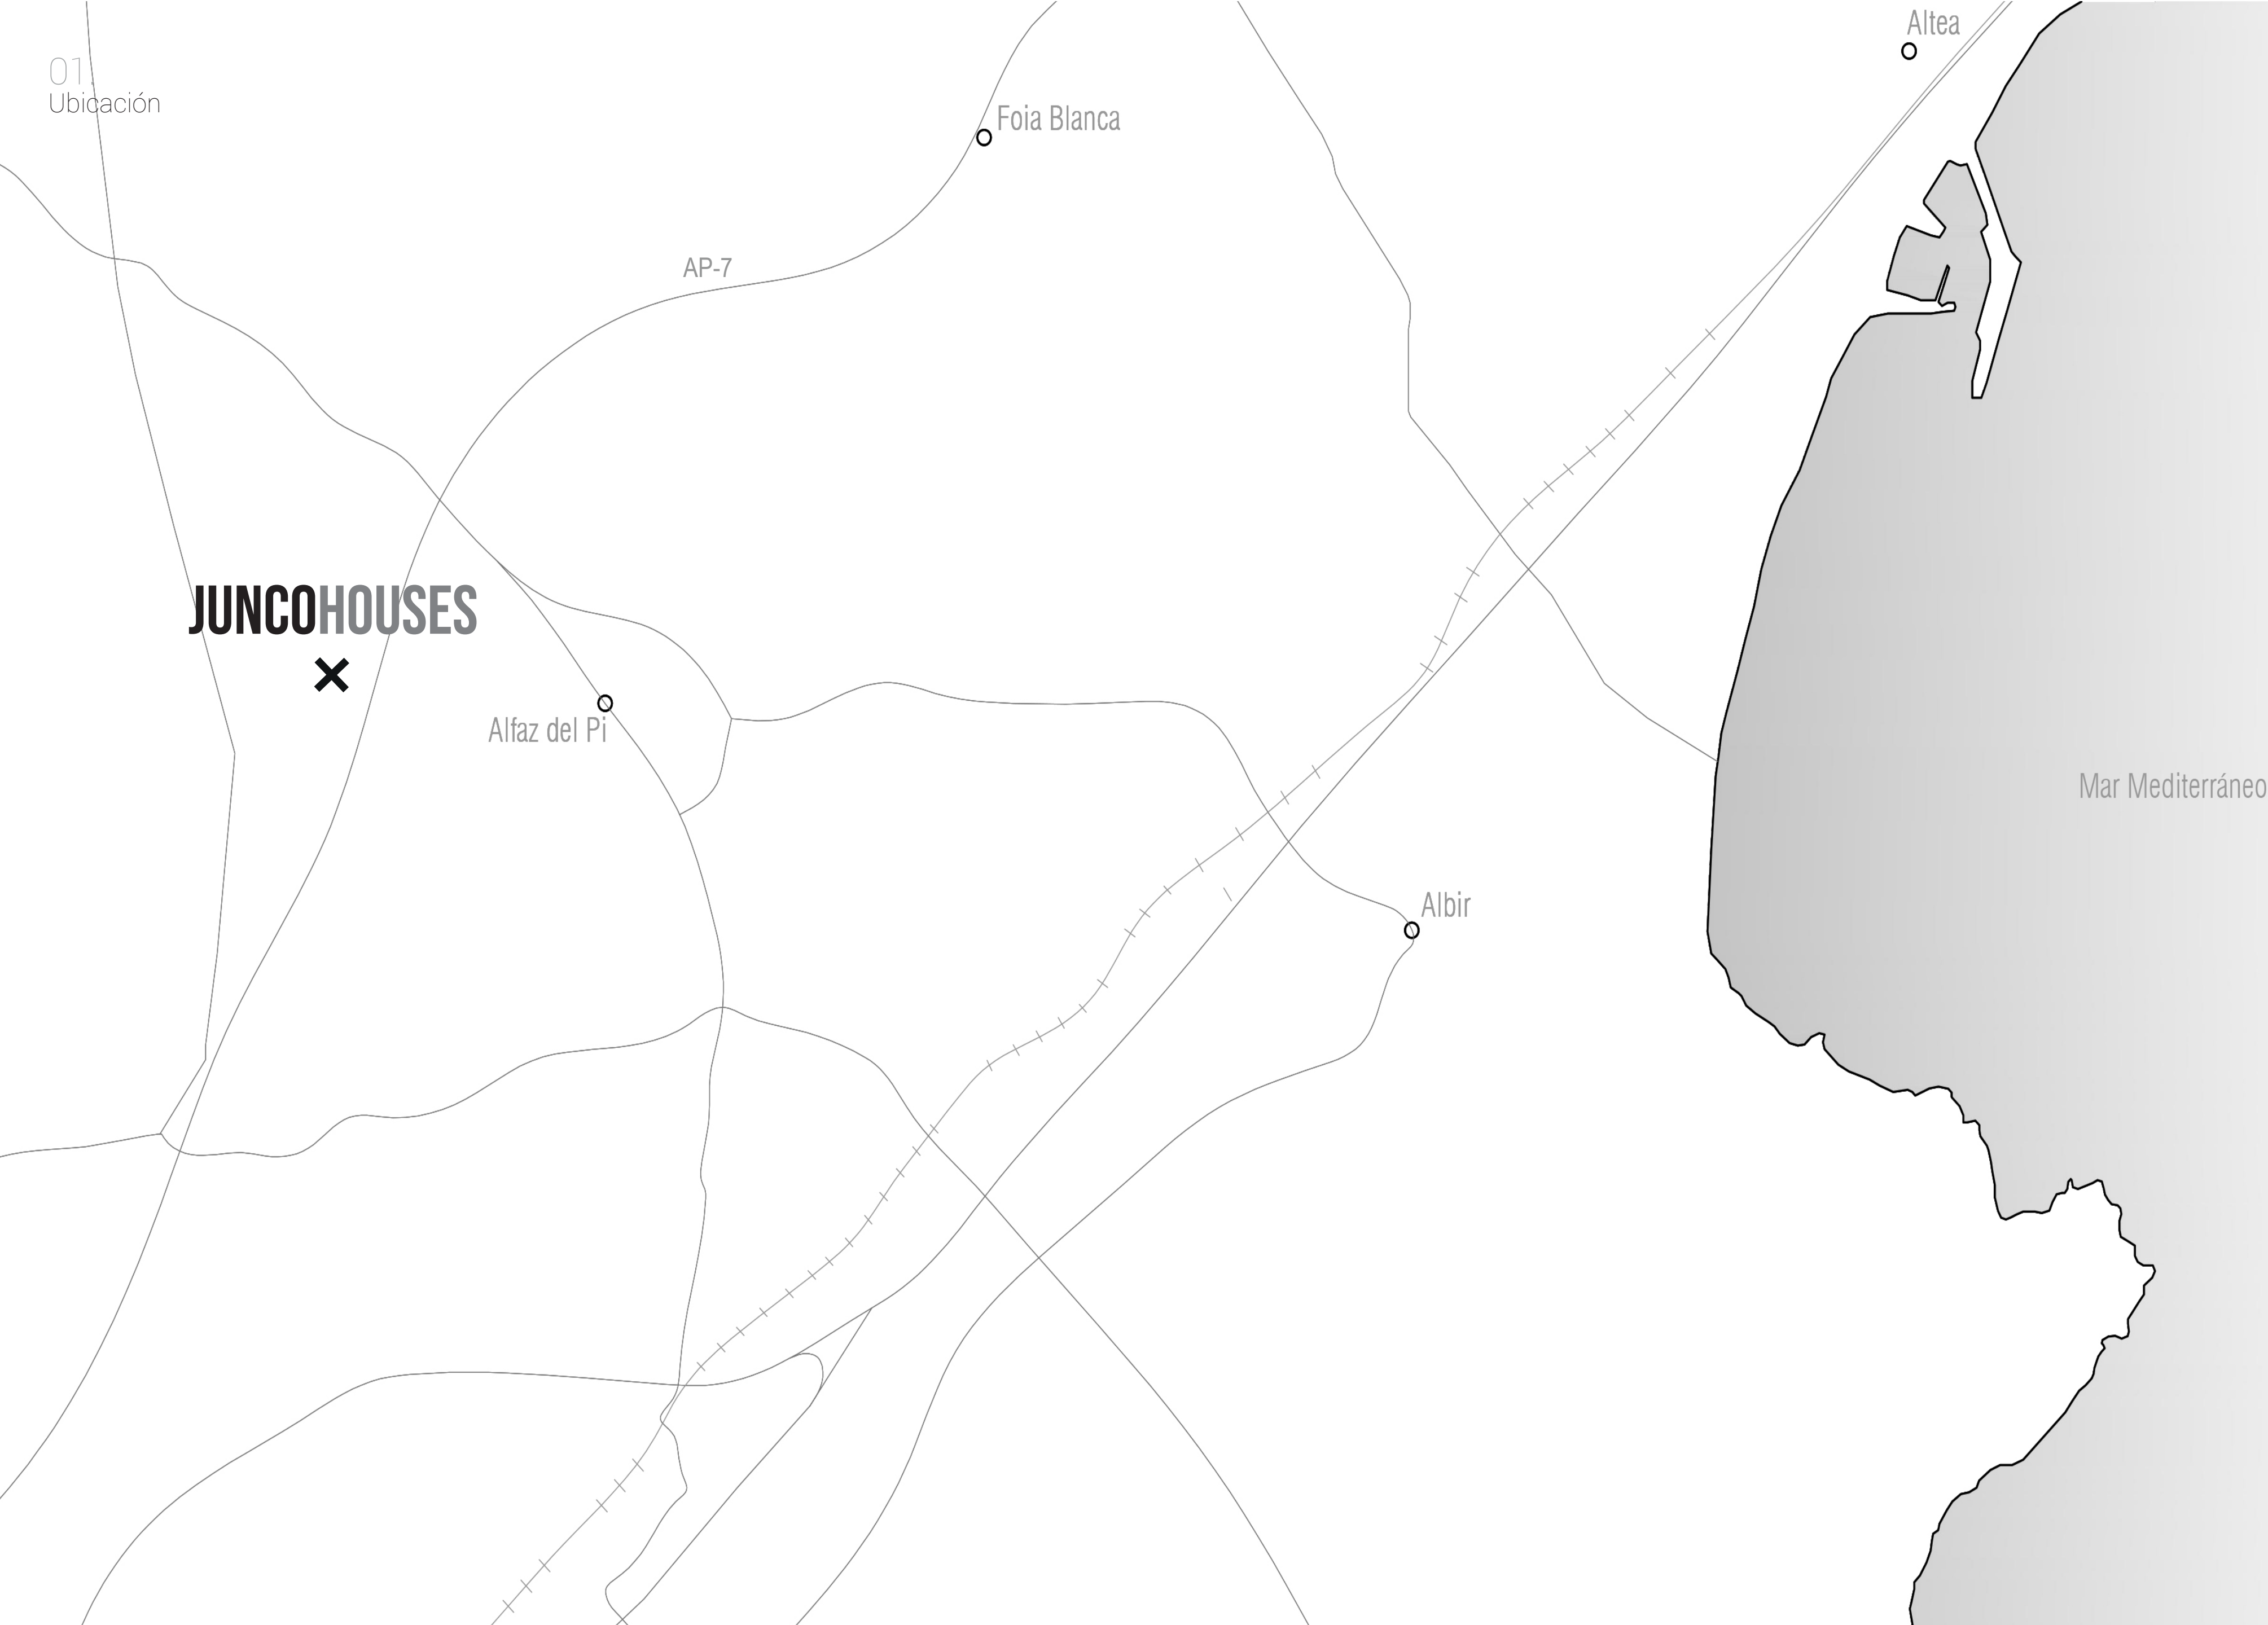 Altea
01.
Ubicación
Foia Blanca
AP-7
JUNCOHOUSES
Alfaz del Pi
Mar Mediterráneo
Albir